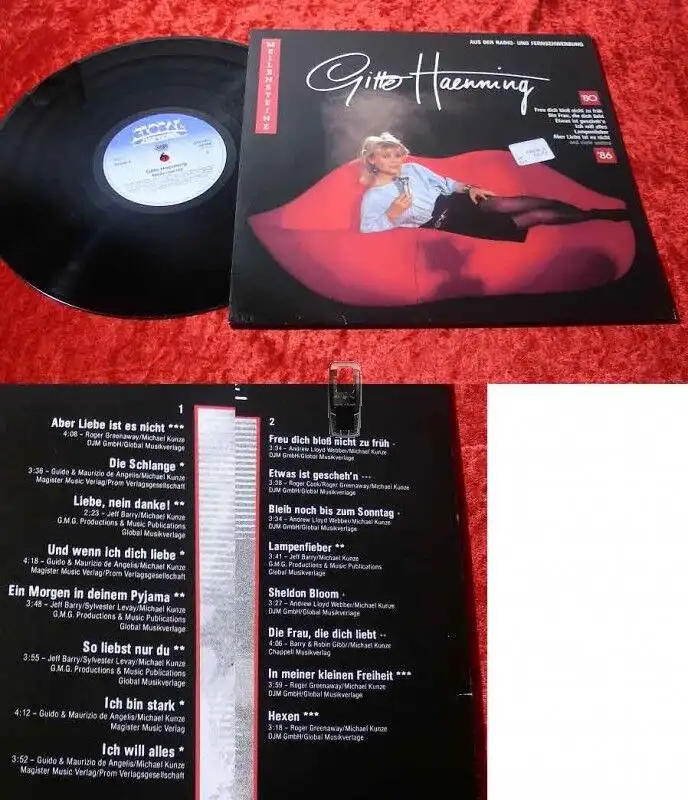 AUS DER RADIO- UND FERNSEHWERBUNG
MEILENSTEINE
Gitte Haenning
'80
Freu dich bloß nicht zu früh
Die Frau, die dich liebt
Etwas ist gescheh'n
Ich will alles
Lampenfieber
Aber Liebe ist es nicht
und viele andere
'86
Gitte Haenning
1
Aber Liebe ist es nicht ***
4:08 – Roger Greenaway/Michael Kunze
DJM GmbH/Global Musikverlage
Die Schlange *
3:36 – Guido & Maurizio de Angelis/Michael Kunze
Magister Music Verlag/Prom Verlagsgesellschaft
Liebe, nein danke! **
2:23 – Jeff Barry/Michael Kunze
G.M.G. Productions & Music Publications
Global Musikverlage
Und wenn ich dich liebe *
4:18 – Guido & Maurizio de Angelis/Michael Kunze
Magister Music Verlag/Prom Verlagsgesellschaft
Ein Morgen in deinem Pyjama **
3:48 – Jeff Barry/Sylvester Levay/Michael Kunze
G.M.G. Productions & Music Publications
Global Musikverlage
So liebst nur du **
3:55 – Jeff Barry/Sylvester Levay/Michael Kunze
G.M.G. Productions & Music Publications
Global Musikverlage
Ich bin stark *
4:12 – Guido & Maurizio de Angelis/Michael Kunze
Magister Music Verlag
Ich will alles *
3:52 – Guido & Maurizio de Angelis/Michael Kunze
Magister Music Verlag/Prom Verlagsgesellschaft
2
Freu dich bloß nicht zu früh
3:34 – Andrew Lloyd Webber/Michael Kunze
DJM GmbH/Global Musikverlage
Etwas ist gescheh'n
3:38 – Roger Cook/Roger Greenaway/Michael Kunze
DJM GmbH/Global Musikverlage
Bleib noch bis zum Sonntag
3:34 – Andrew Lloyd Webber/Michael Kunze
DJM GmbH/Global Musikverlage
Lampenfieber **
3:41 – Jeff Barry/Michael Kunze
G.M.G. Productions & Music Publications
Global Musikverlage
Sheldon Bloom
3:27 – Andrew Lloyd Webber/Michael Kunze
DJM GmbH/Global Musikverlage
Die Frau, die dich liebt
4:06 – Barry & Robin Gibb/Michael Kunze
Chappell Musikverlag
In meiner kleinen Freiheit ***
3:59 – Roger Greenaway/Michael Kunze
DJM GmbH/Global Musikverlage
Hexen ***
3:18 – Roger Greenaway/Michael Kunze
DJM GmbH/Global Musikverlage